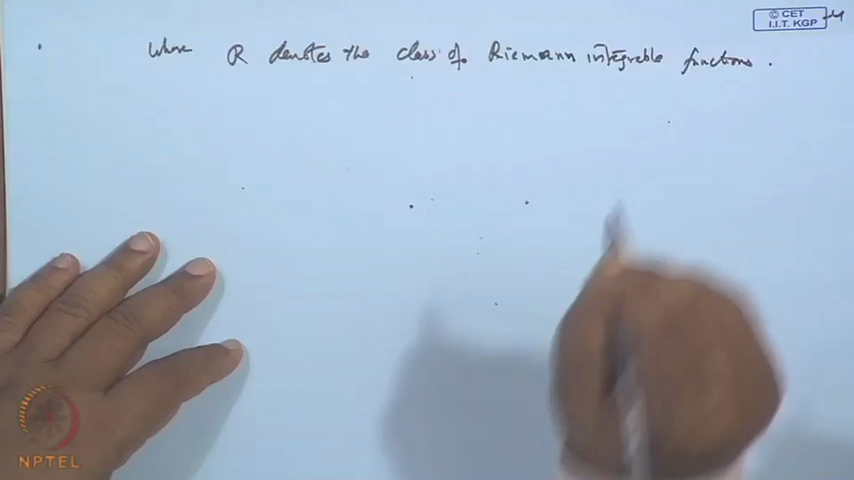 © CET
I.I.T. KGP
Where R denotes the class of Riemann integrable functions.
NPTEL